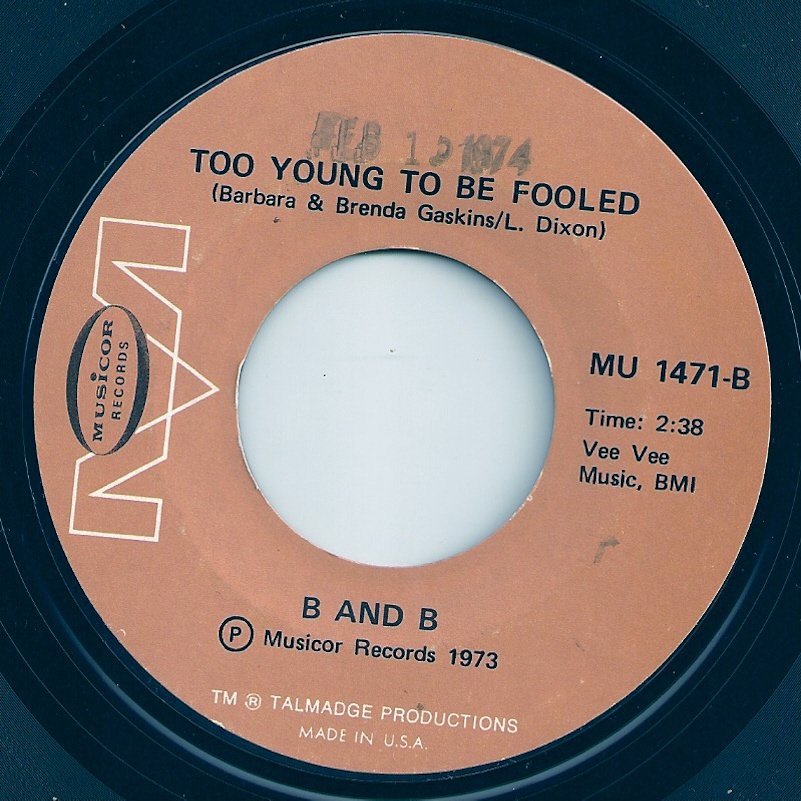 FEB 1 1974
TOO YOUNG TO BE FOOLED
(Barbara & Brenda Gaskins/L. Dixon)
MUSICOR
RECORDS
MU 1471-B
Time: 2:38
Vee Vee
Music, BMI
B AND B
Ⓟ Musicor Records 1973
TM ® TALMADGE PRODUCTIONS
MADE IN U.S.A.